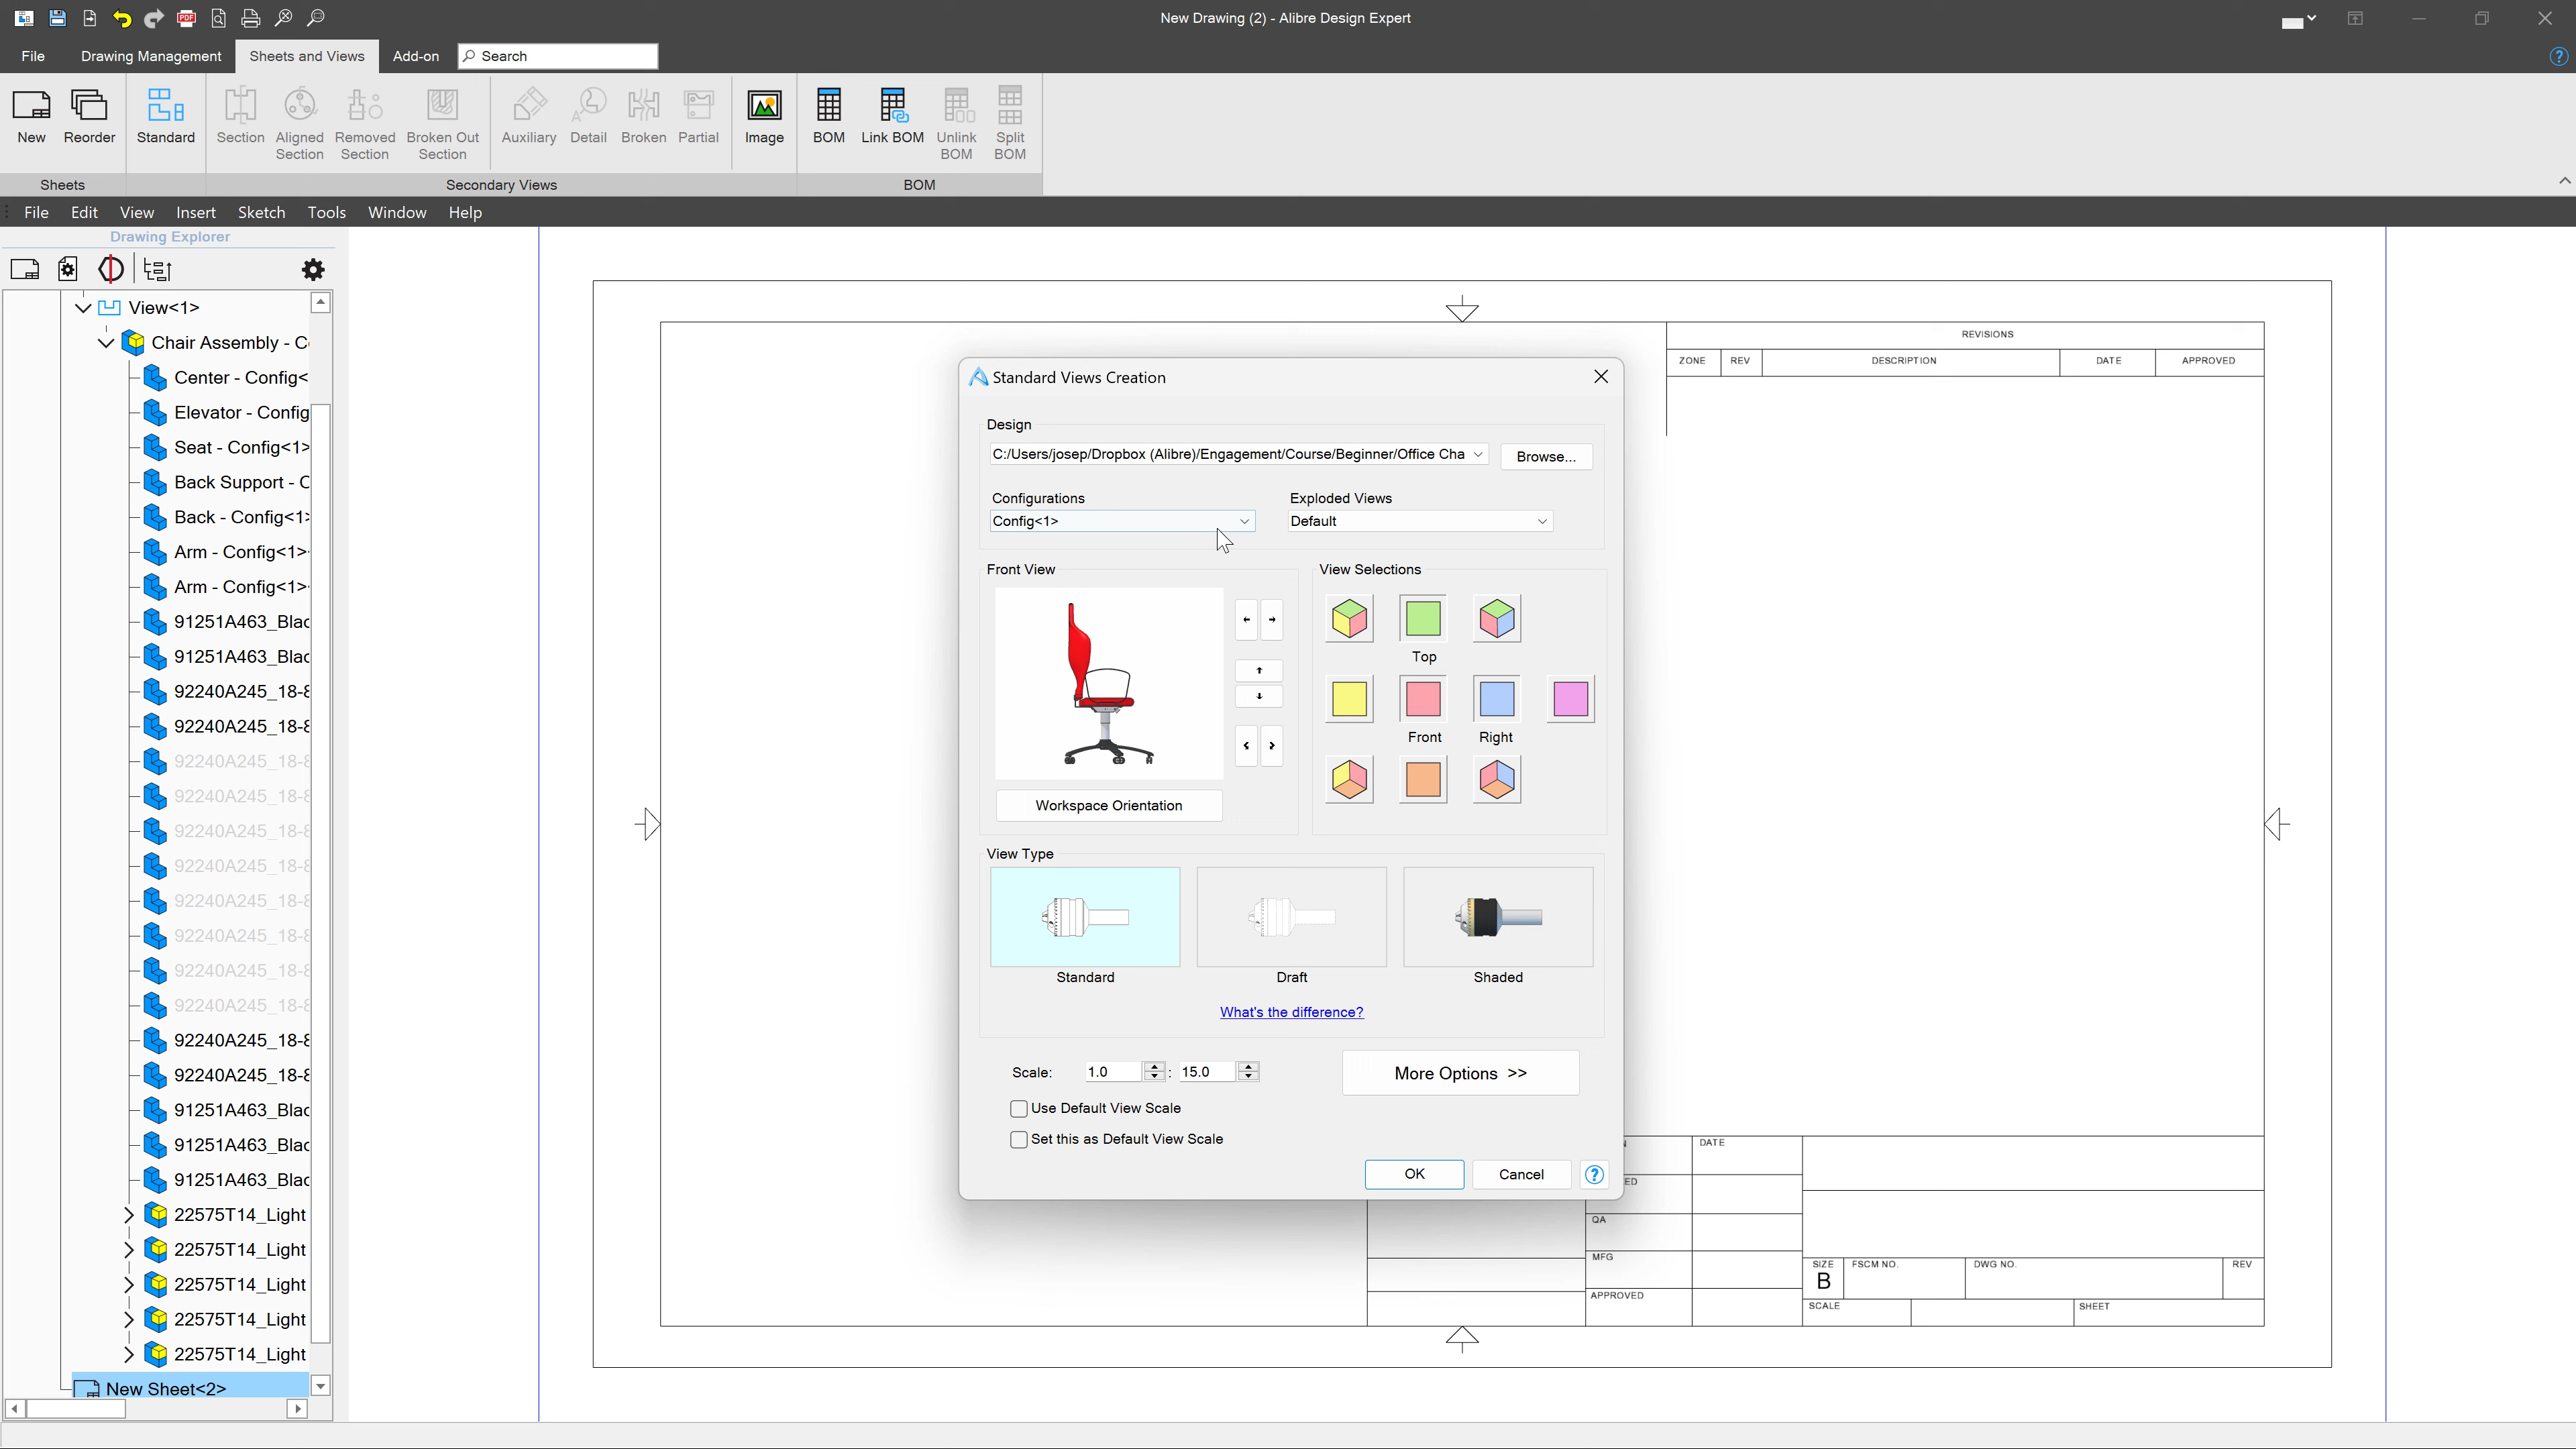 New Drawing (2) - Alibre Design Expert
File
Drawing Management
Sheets and Views
Add-on
Search
New
Reorder
Standard
Section
Aligned
Section
Removed
Section
Broken Out
Section
Auxiliary
Detail
Broken
Partial
Image
BOM
Link BOM
Unlink
BOM
Split
BOM
Sheets
Secondary Views
BOM
File
Edit
View
Insert
Sketch
Tools
Window
Help
Drawing Explorer
View<1>
Chair Assembly - C
Center - Config<
Elevator - Config
Seat - Config<1>
Back Support - C
Back - Config<1>
Arm - Config<1>
Arm - Config<1>
91251A463_Blac
91251A463_Blac
92240A245_18-8
92240A245_18-8
92240A245_18-8
92240A245_18-8
92240A245_18-8
92240A245_18-8
92240A245_18-8
92240A245_18-8
92240A245_18-8
92240A245_18-8
92240A245_18-8
92240A245_18-8
91251A463_Blac
91251A463_Blac
91251A463_Blac
22575T14_Light
22575T14_Light
22575T14_Light
22575T14_Light
22575T14_Light
New Sheet<2>
REVISIONS
ZONE
REV
DESCRIPTION
DATE
APPROVED
Standard Views Creation
Design
C:/Users/josep/Dropbox (Alibre)/Engagement/Course/Beginner/Office Cha
Browse...
Configurations
Exploded Views
Config<1>
Default
Front View
View Selections
Top
Front
Right
Workspace Orientation
View Type
Standard
Draft
Shaded
What's the difference?
Scale:
1.0
:
15.0
More Options >>
Use Default View Scale
Set this as Default View Scale
OK
Cancel
?
DATE
ED
QA
MFG
APPROVED
SIZE
B
FSCM NO.
DWG NO.
REV
SCALE
SHEET
PDF
?